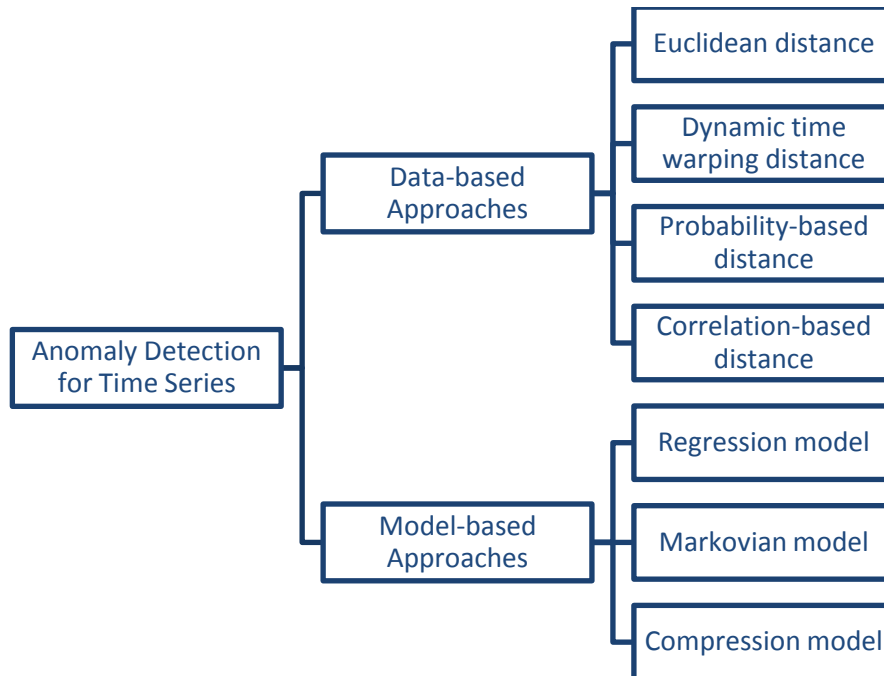 Euclidean distance
Dynamic time
warping distance
Data-based
Approaches
Probability-based
distance
Correlation-based
distance
Anomaly Detection
for Time Series
Regression model
Model-based
Approaches
Markovian model
Compression model